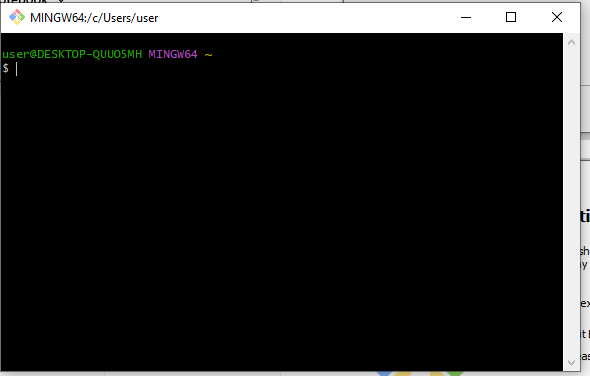 MINGW64:/c/Users/user
user@DESKTOP-QUUO5MH MINGW64 ~
$